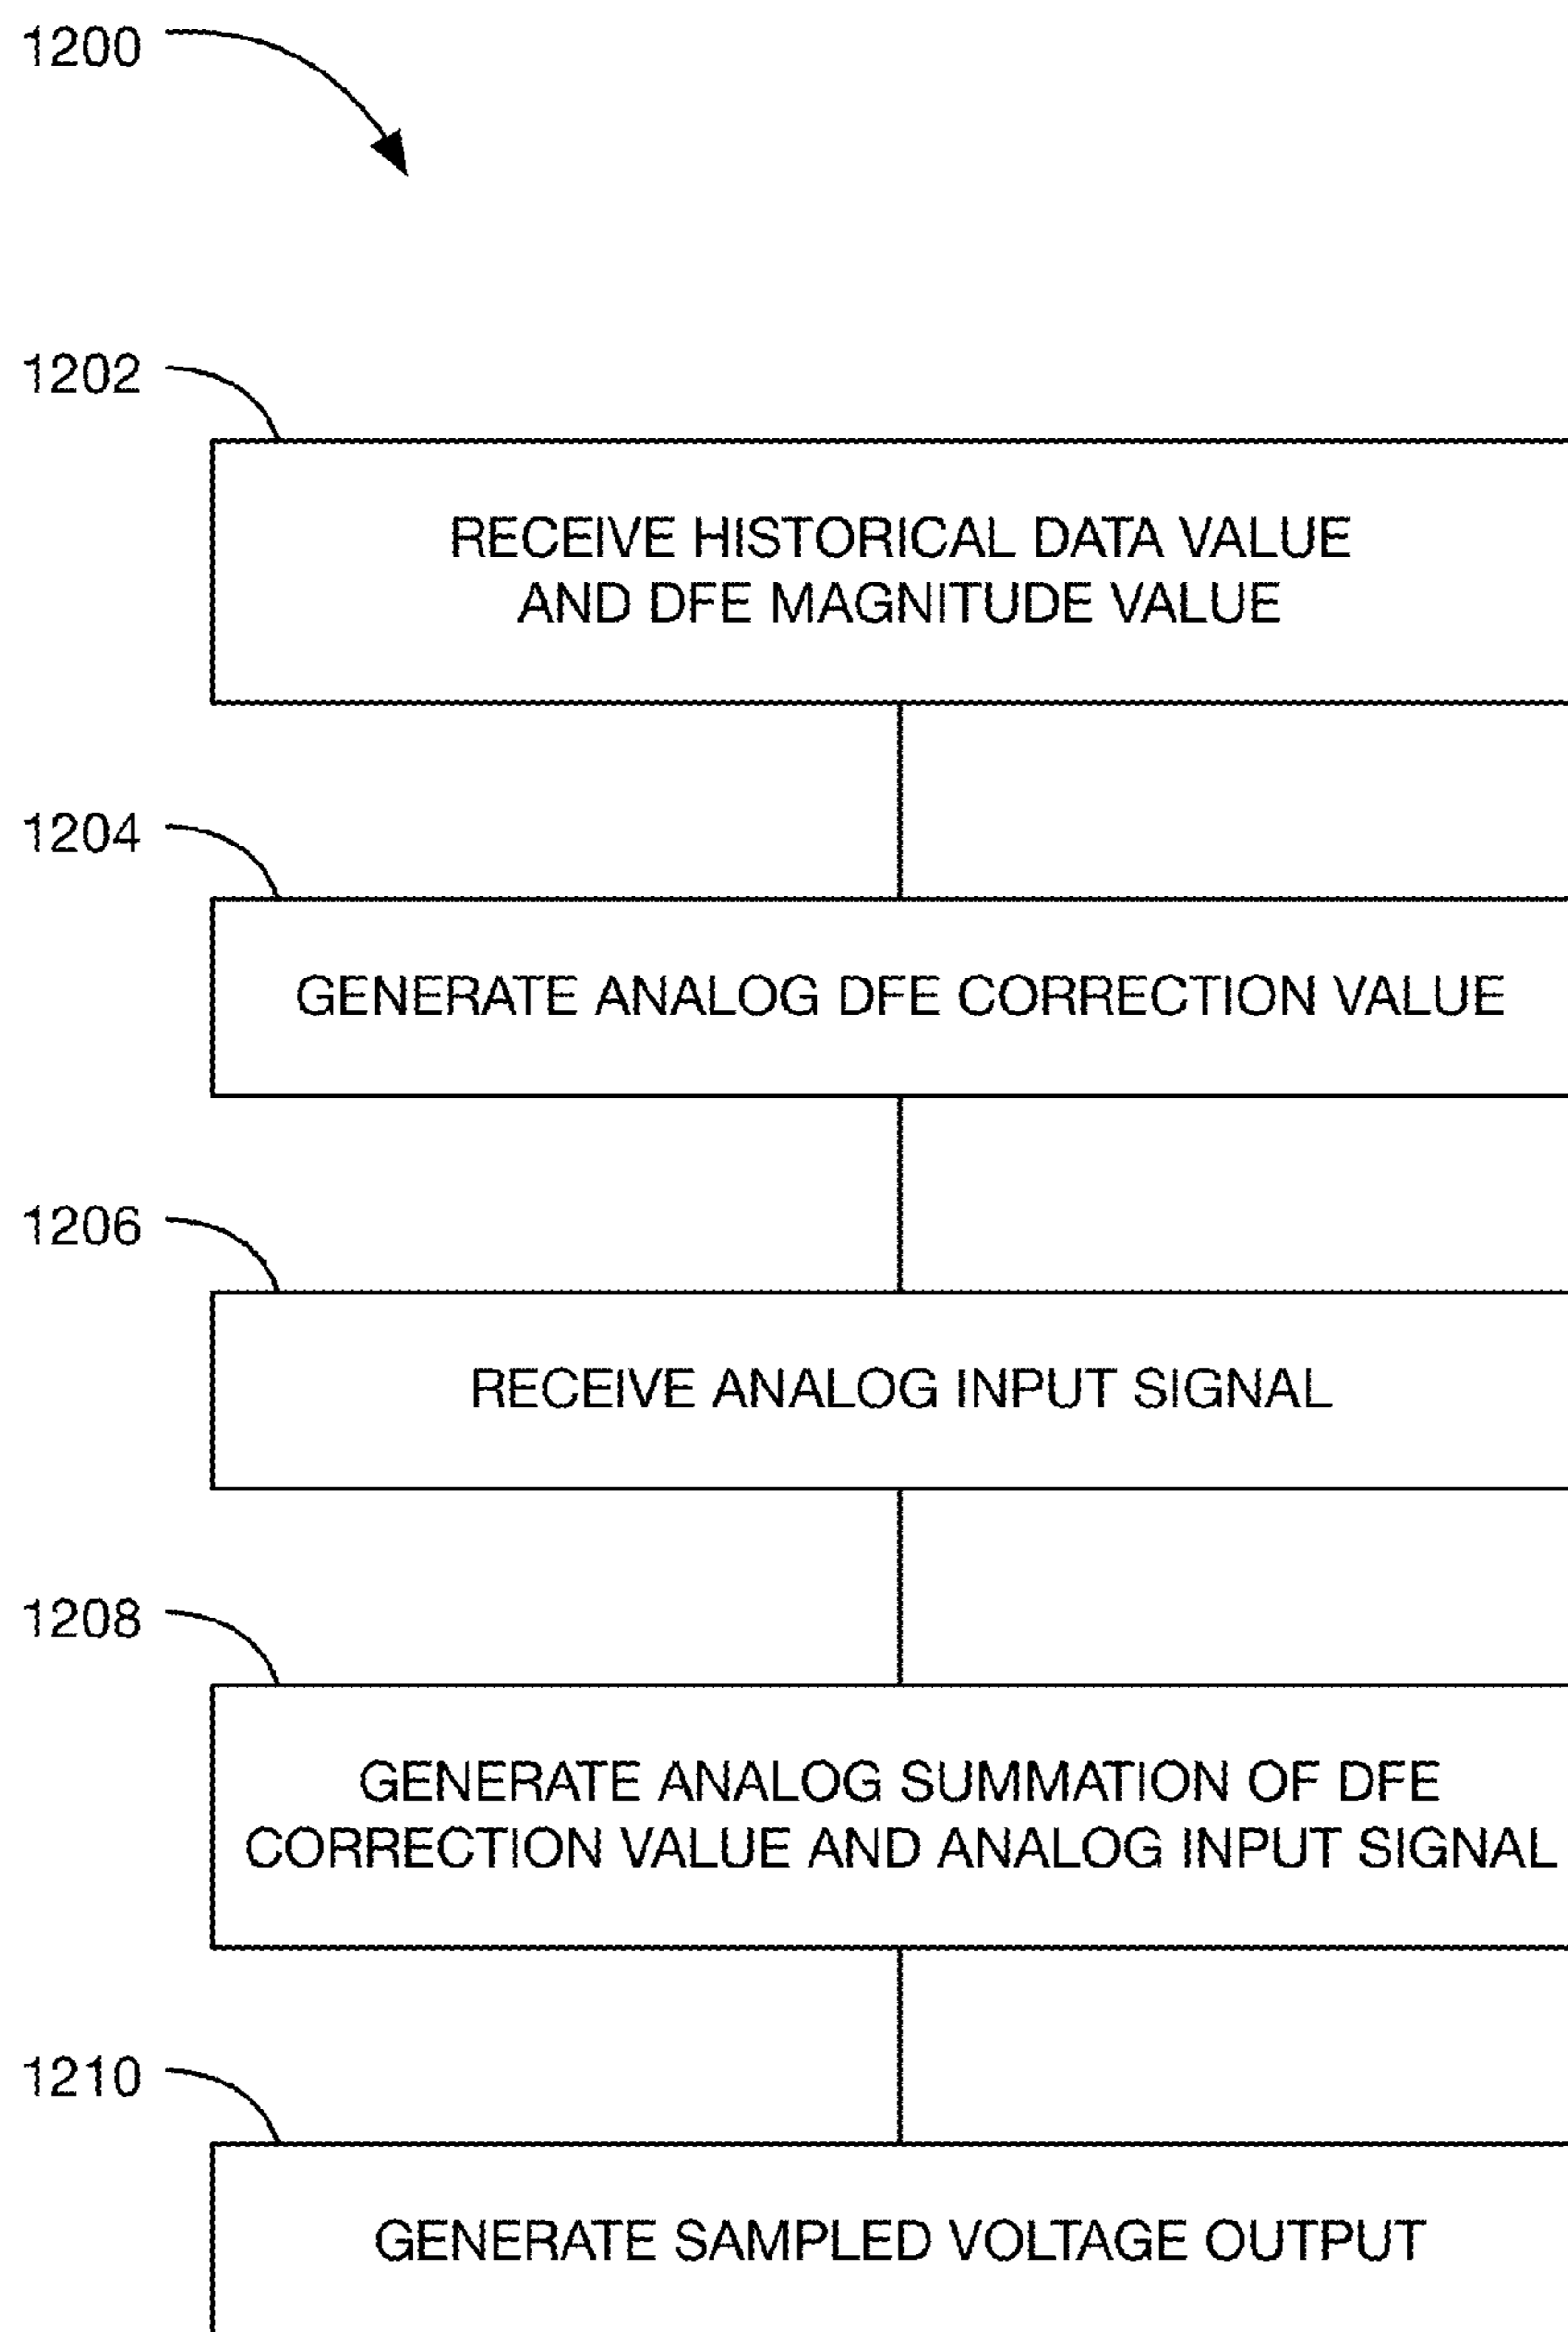 1200
1202
RECEIVE HISTORICAL DATA VALUE
AND DFE MAGNITUDE VALUE
1204
GENERATE ANALOG DFE CORRECTION VALUE
1206
RECEIVE ANALOG INPUT SIGNAL
1208
GENERATE ANALOG SUMMATION OF DFE
CORRECTION VALUE AND ANALOG INPUT SIGNAL
1210
GENERATE SAMPLED VOLTAGE OUTPUT